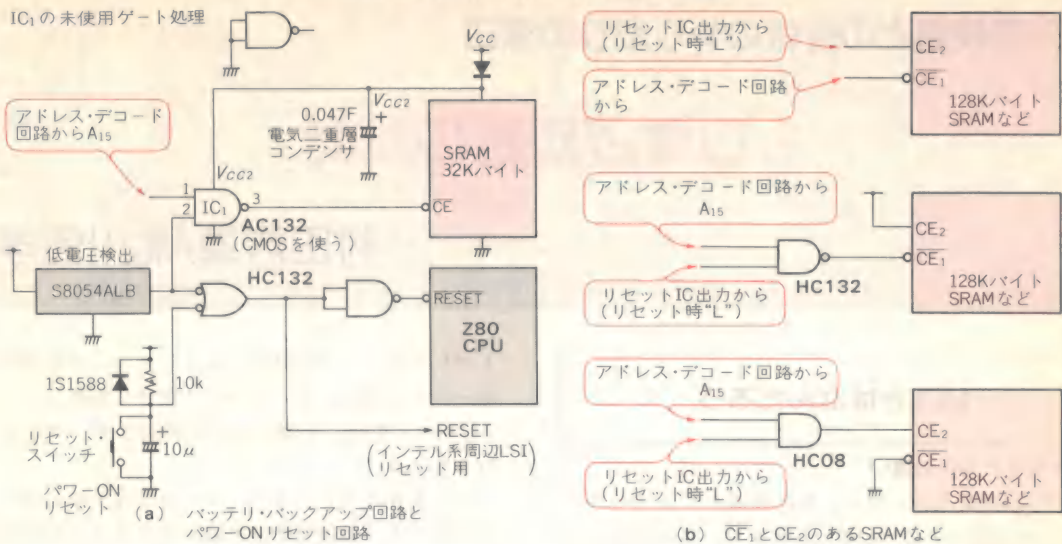 IC₁の未使用ゲート処理
アドレス・デコード
回路からA₁₅
V_CC
0.047F
電気二重層
コンデンサ
V_CC2
+
SRAM
32Kバイト
V_CC2
1
2
IC₁
3
CE
AC132
(CMOSを使う)
低電圧検出
S8054ALB
HC132
RESET
Z80
CPU
1S1588
10k
リセット・
スイッチ
+
10μ
パワーON
リセット
RESET
(インテル系周辺LSI
リセット用)
(a) バッテリ・バックアップ回路と
パワーONリセット回路
リセットIC出力から
(リセット時"L")
アドレス・デコード回路
から
CE₂
C̅E̅₁
128Kバイト
SRAMなど
アドレス・デコード回路から
A₁₅
リセットIC出力から
(リセット時"L")
HC132
CE₂
C̅E̅₁
128Kバイト
SRAMなど
アドレス・デコード回路から
A₁₅
リセットIC出力から
(リセット時"L")
HC08
CE₂
C̅E̅₁
128Kバイト
SRAMなど
(b) C̅E̅₁とCE₂のあるSRAMなど